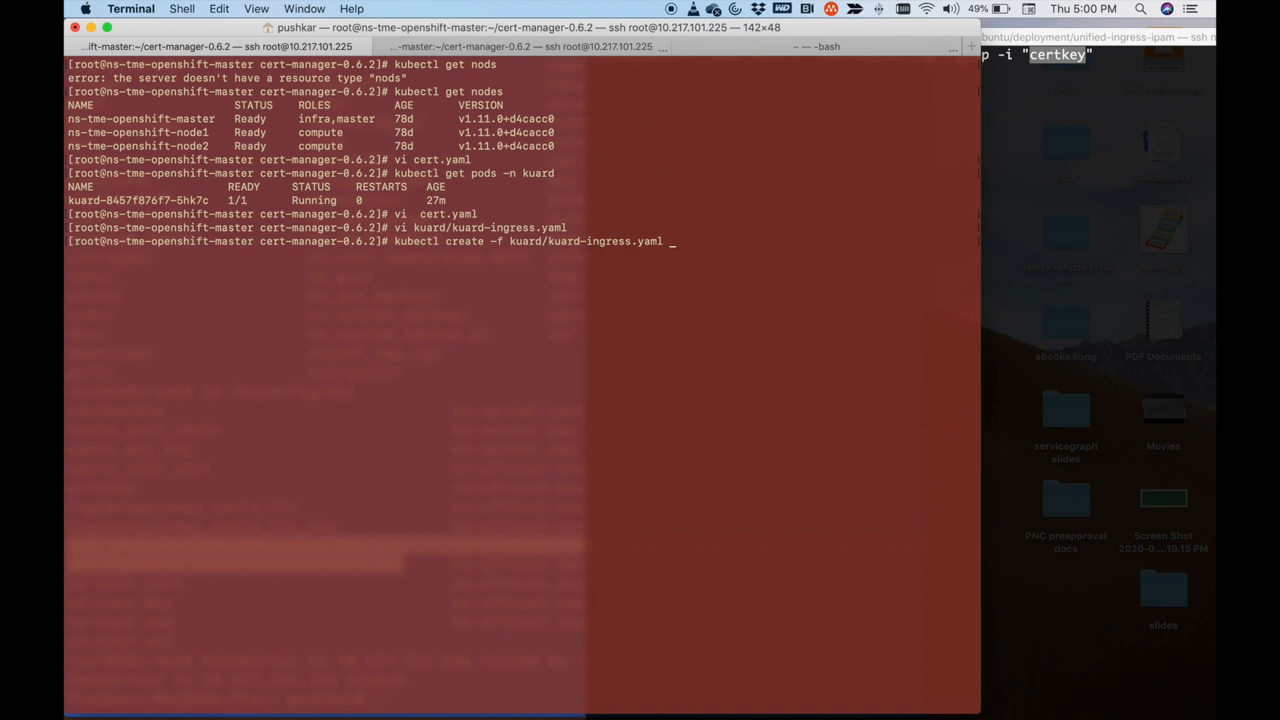 Terminal Shell Edit View Window Help
49% Thu 5:00 PM
pushkar — root@ns-tme-openshift-master:~/cert-manager-0.6.2 — ssh root@10.217.101.225 — 142×48
...ift-master:~/cert-manager-0.6.2 — ssh root@10.217.101.225
...-master:~/cert-manager-0.6.2 — ssh root@10.217.101.225 ...
~ — -bash ...
ubuntu/deployment/unified-ingress-ipam — ssh n
p -i "certkey"
[root@ns-tme-openshift-master cert-manager-0.6.2]# kubectl get nods
error: the server doesn't have a resource type "nods"
[root@ns-tme-openshift-master cert-manager-0.6.2]# kubectl get nodes
NAME STATUS ROLES AGE VERSION
ns-tme-openshift-master Ready infra,master 78d v1.11.0+d4cacc0
ns-tme-openshift-node1 Ready compute 78d v1.11.0+d4cacc0
ns-tme-openshift-node2 Ready compute 78d v1.11.0+d4cacc0
[root@ns-tme-openshift-master cert-manager-0.6.2]# vi cert.yaml
[root@ns-tme-openshift-master cert-manager-0.6.2]# kubectl get pods -n kuard
NAME READY STATUS RESTARTS AGE
kuard-8457f876f7-5hk7c 1/1 Running 0 27m
[root@ns-tme-openshift-master cert-manager-0.6.2]# vi  cert.yaml
[root@ns-tme-openshift-master cert-manager-0.6.2]# vi kuard/kuard-ingress.yaml
[root@ns-tme-openshift-master cert-manager-0.6.2]# kubectl create -f kuard/kuard-ingress.yaml _
ebooks kong
PDF Documents
servicegraph
slides
Movies
PNC preapproval
docs
Screen Shot
2020-0....19.15 PM
slides